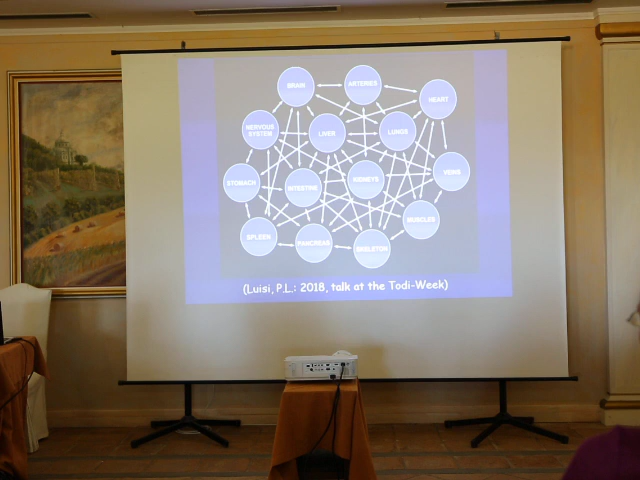 BRAIN
ARTERIES
HEART
NERVOUS
SYSTEM
LIVER
LUNGS
STOMACH
INTESTINE
KIDNEYS
VEINS
SPLEEN
PANCREAS
SKELETON
MUSCLES
(Luisi, P.L.: 2018, talk at the Todi-Week)